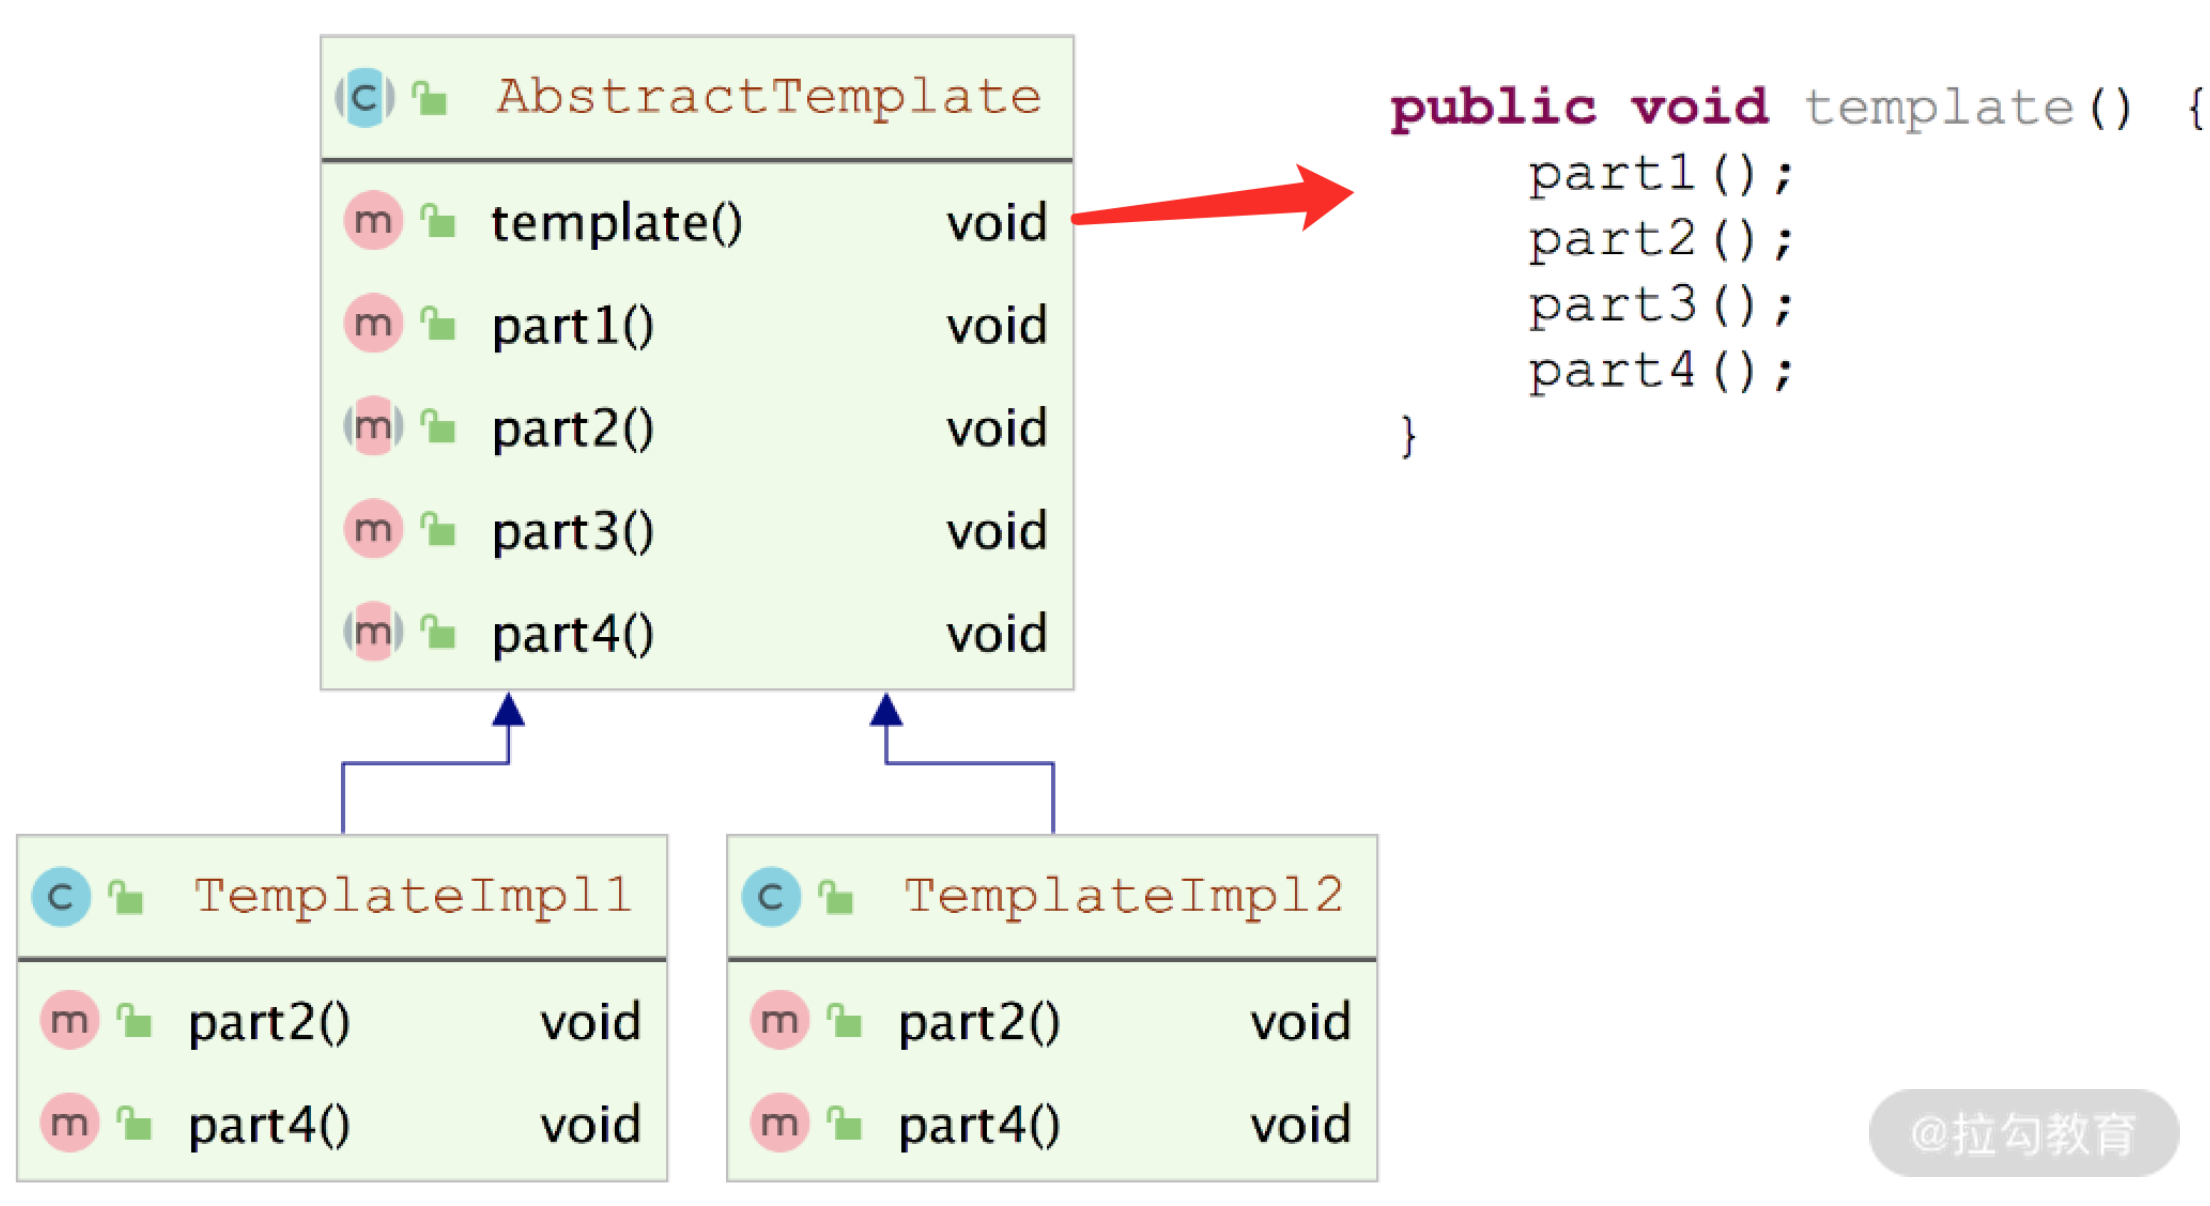 AbstractTemplate
template() void
part1() void
part2() void
part3() void
part4() void
public void template() {
part1();
part2();
part3();
part4();
}
TemplateImpl1
part2() void
part4() void
TemplateImpl2
part2() void
part4() void
@拉勾教育